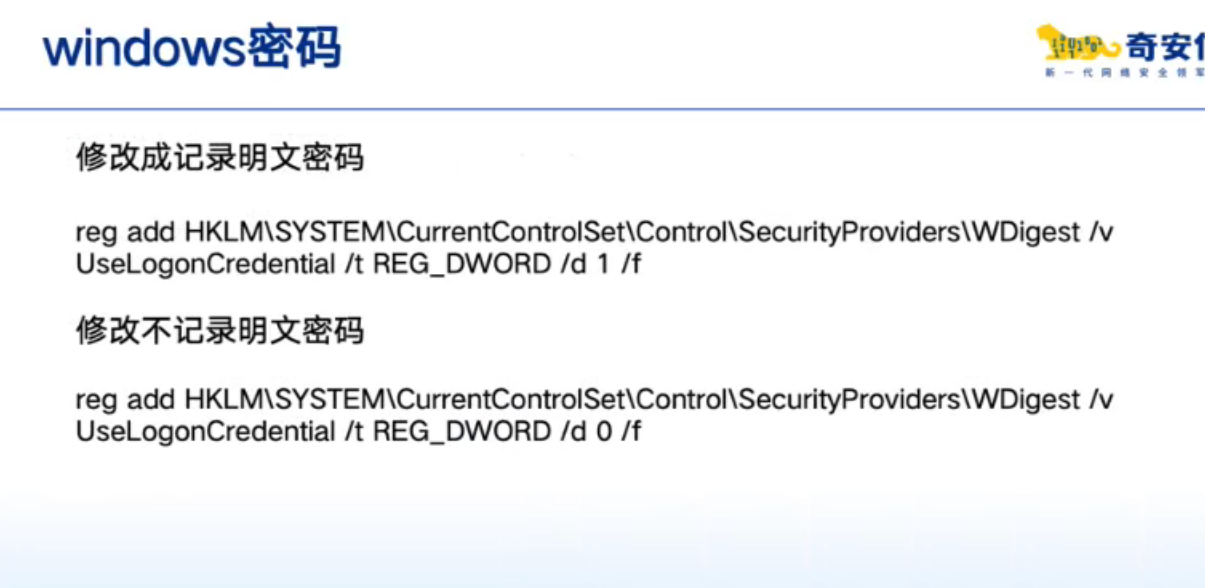 windows密码
奇安信
新一代网络安全领军
修改成记录明文密码
reg add HKLM\SYSTEM\CurrentControlSet\Control\SecurityProviders\WDigest /v
UseLogonCredential /t REG_DWORD /d 1 /f
修改不记录明文密码
reg add HKLM\SYSTEM\CurrentControlSet\Control\SecurityProviders\WDigest /v
UseLogonCredential /t REG_DWORD /d 0 /f